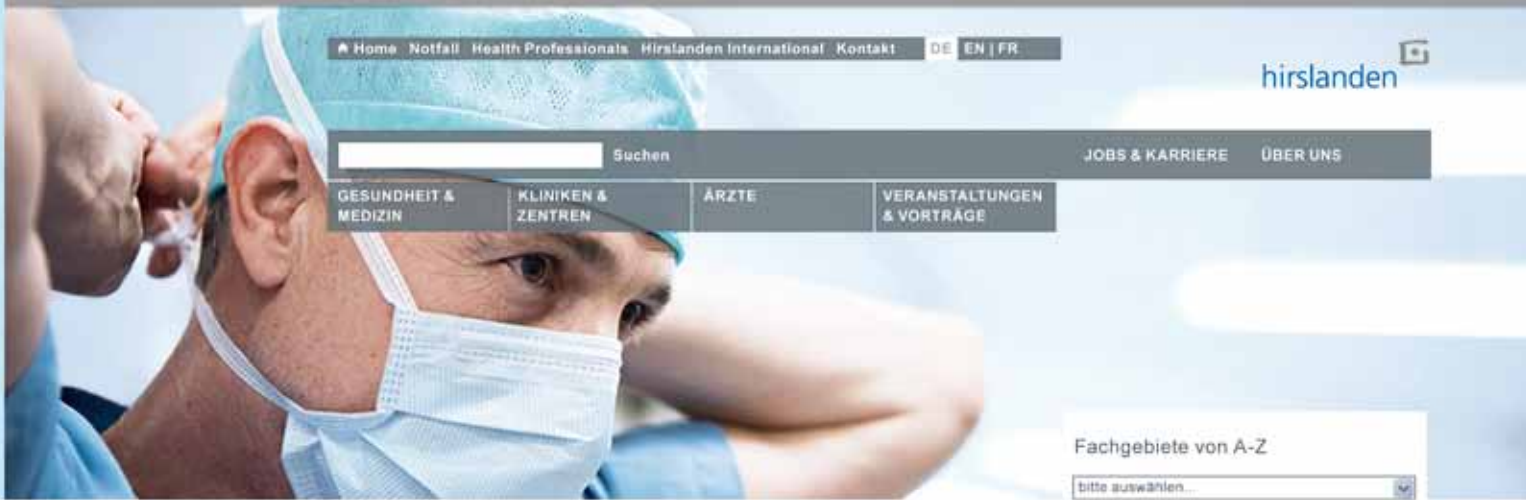 Home Notfall Health Professionals Hirslanden International Kontakt DE EN | FR
hirslanden
Suchen JOBS & KARRIERE ÜBER UNS
GESUNDHEIT & MEDIZIN
KLINIKEN & ZENTREN
ÄRZTE
VERANSTALTUNGEN & VORTRÄGE
Fachgebiete von A-Z
bitte auswählen...